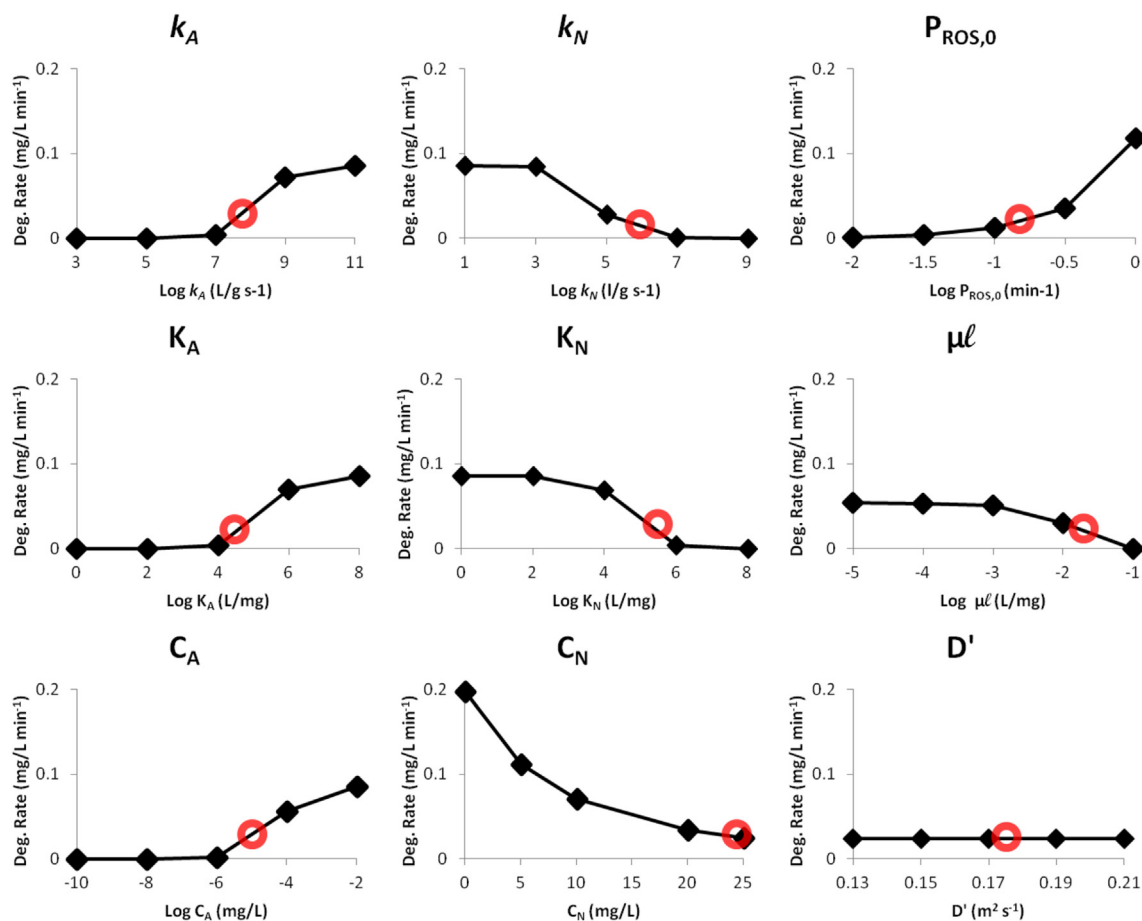 k_A
k_N
P_ROS,0
Deg. Rate (mg/L min⁻¹)
0.2
0.1
0
3 5 7 9 11
Log k_A (L/g s-1)
Deg. Rate (mg/L min⁻¹)
0.2
0.1
0
1 3 5 7 9
Log k_N (l/g s-1)
Deg. Rate (mg/L min⁻¹)
0.2
0.1
0
-2 -1.5 -1 -0.5 0
Log P_ROS,0 (min-1)
K_A
K_N
μℓ
Deg. Rate (mg/L min⁻¹)
0.2
0.1
0
0 2 4 6 8
Log K_A (L/mg)
Deg. Rate (mg/L min⁻¹)
0.2
0.1
0
0 2 4 6 8
Log K_N (L/mg)
Deg. Rate (mg/L min⁻¹)
0.2
0.1
0
-5 -4 -3 -2 -1
Log μℓ (L/mg)
C_A
C_N
D'
Deg. Rate (mg/L min⁻¹)
0.2
0.1
0
-10 -8 -6 -4 -2
Log C_A (mg/L)
Deg. Rate (mg/L min⁻¹)
0.2
0.1
0
0 5 10 15 20 25
C_N (mg/L)
Deg. Rate (mg/L min⁻¹)
0.2
0.1
0
0.13 0.15 0.17 0.19 0.21
D' (m² s⁻¹)